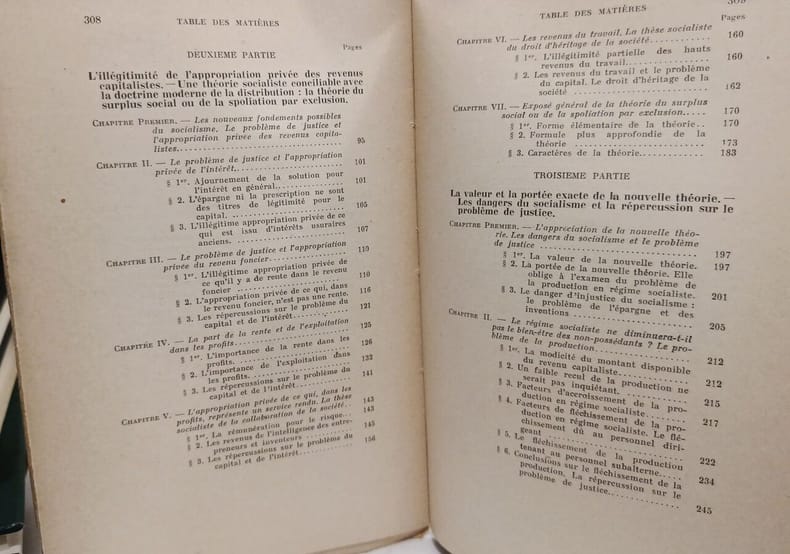 308 TABLE DES MATIÈRES
Pages
DEUXIEME PARTIE
L'illégitimité de l'appropriation privée des revenus
capitalistes. — Une théorie socialiste conciliable avec
la doctrine moderne de la distribution : la théorie du
surplus social ou de la spoliation par exclusion.
CHAPITRE PREMIER. — Les nouveaux fondements possibles
du socialisme. Le problème de justice et
l'appropriation privée des revenus capita-
listes. 95
CHAPITRE II. — Le problème de justice et l'appropriation
privée de l'intérêt. 101
§ 1er. Ajournement de la solution pour
l'intérêt en général. 101
§ 2. L'épargne ni la prescription ne sont
des titres de légitimité pour le
capital. 105
§ 3. L'illégitime appropriation privée de ce
qui est issu d'intérêts usuraires
anciens. 107
CHAPITRE III. — Le problème de justice et l'appropriation
privée du revenu foncier. 110
§ 1er. L'illégitime appropriation privée de
ce qu'il y a de rente dans le revenu
foncier 110
§ 2. L'appropriation privée de ce qui, dans
le revenu foncier, n'est pas une rente. 116
§ 3. Les répercussions sur le problème du
capital et de l'intérêt. 121
CHAPITRE IV. — La part de la rente et de l'exploitation
dans les profits. 125
§ 1er. L'importance de la rente dans les
profits. 126
§ 2. L'importance de l'exploitation dans
les profits. 132
§ 3. Les répercussions sur le problème du
capital et de l'intérêt. 141
CHAPITRE V. — L'appropriation privée de ce qui, dans les
profits, représente un service rendu. La thèse
socialiste de la collaboration de la société. 143
§ 1er. La rémunération pour le risque. 143
§ 2. Les revenus de l'intelligence des entre-
preneurs et inventeurs 145
§ 3. Les répercussions sur le problème du
capital et de l'intérêt. 156
TABLE DES MATIÈRES
Pages
CHAPITRE VI. — Les revenus du travail. La thèse socialiste
du droit d'héritage de la société. 160
§ 1er. L'illégitimité partielle des hauts
revenus du travail. 160
§ 2. Les revenus du travail et le problème
du capital. Le droit d'héritage de la
société 162
CHAPITRE VII. — Exposé général de la théorie du surplus
social ou de la spoliation par exclusion. 170
§ 1er. Forme élémentaire de la théorie. 170
§ 2. Formule plus approfondie de la
théorie 173
§ 3. Caractères de la théorie. 183
TROISIEME PARTIE
La valeur et la portée exacte de la nouvelle théorie. —
Les dangers du socialisme et la répercussion sur le
problème de justice.
CHAPITRE PREMIER. — L'appréciation de la nouvelle théo-
rie. Les dangers du socialisme et le problème
de justice 197
§ 1er. La valeur de la nouvelle théorie. 197
§ 2. La portée de la nouvelle théorie. Elle
oblige à l'examen du problème de
la production en régime socialiste. 201
§ 3. Le danger d'injustice du socialisme :
le problème de l'épargne et des
inventions 205
CHAPITRE II. — Le régime socialiste ne diminuera-t-il
pas le bien-être des non-possédants ? Le pro-
blème de la production. 212
§ 1er. La modicité du montant disponible
du revenu capitaliste. 212
§ 2. Un faible recul de la production ne
serait pas inquiétant. 215
§ 3. Facteurs d'accroissement de la pro-
duction en régime socialiste. 217
§ 4. Facteurs de fléchissement de la pro-
duction en régime socialiste. Le flé-
chissement dû au personnel diri-
geant 222
§ 5. Le fléchissement de la production
tenant au personnel subalterne. 234
§ 6. Conclusions sur le fléchissement de la
production. La répercussion sur le
problème de justice. 245